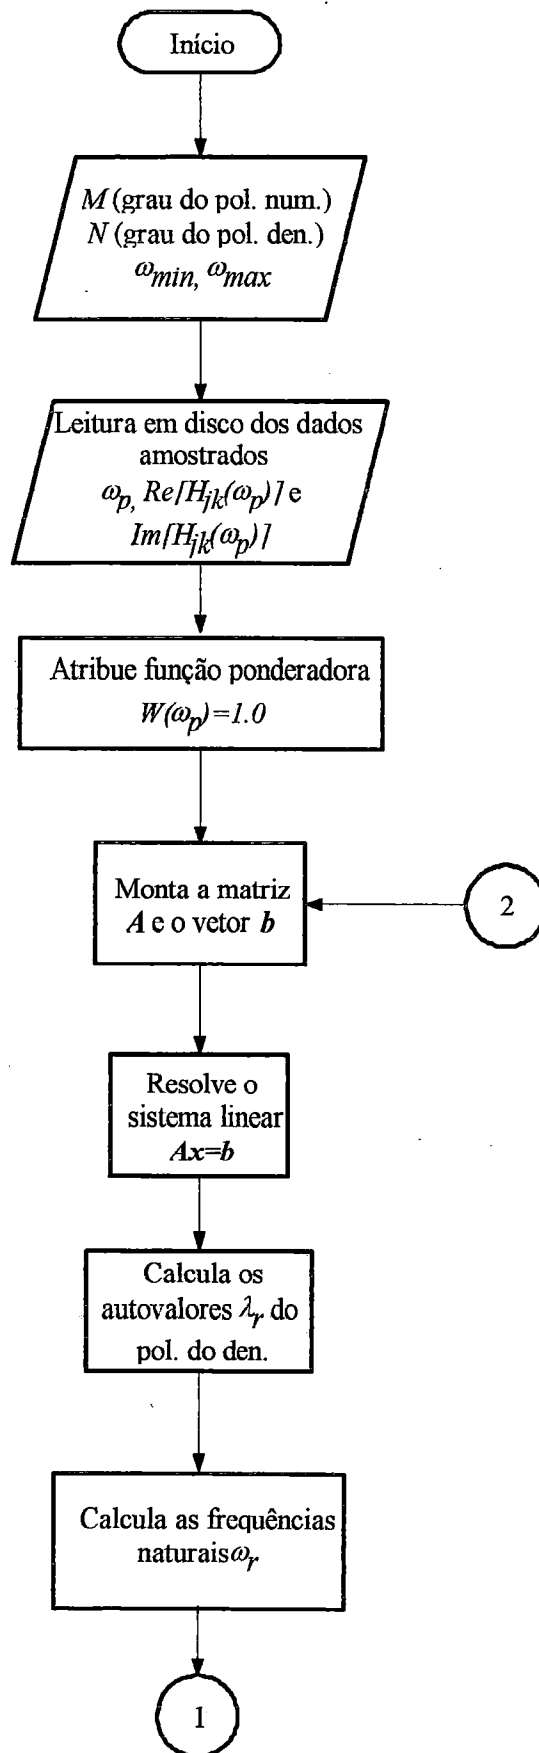 Início
M (grau do pol. num.)
N (grau do pol. den.)
ωmin, ωmax
Leitura em disco dos dados
amostrados
ωp, Re[Hjk(ωp)] e
Im[Hjk(ωp)]
Atribue função ponderadora
W(ωp)=1.0
Monta a matriz
A e o vetor b
2
Resolve o
sistema linear
Ax=b
Calcula os
autovalores λr do
pol. do den.
Calcula as frequências
naturais ωr
1